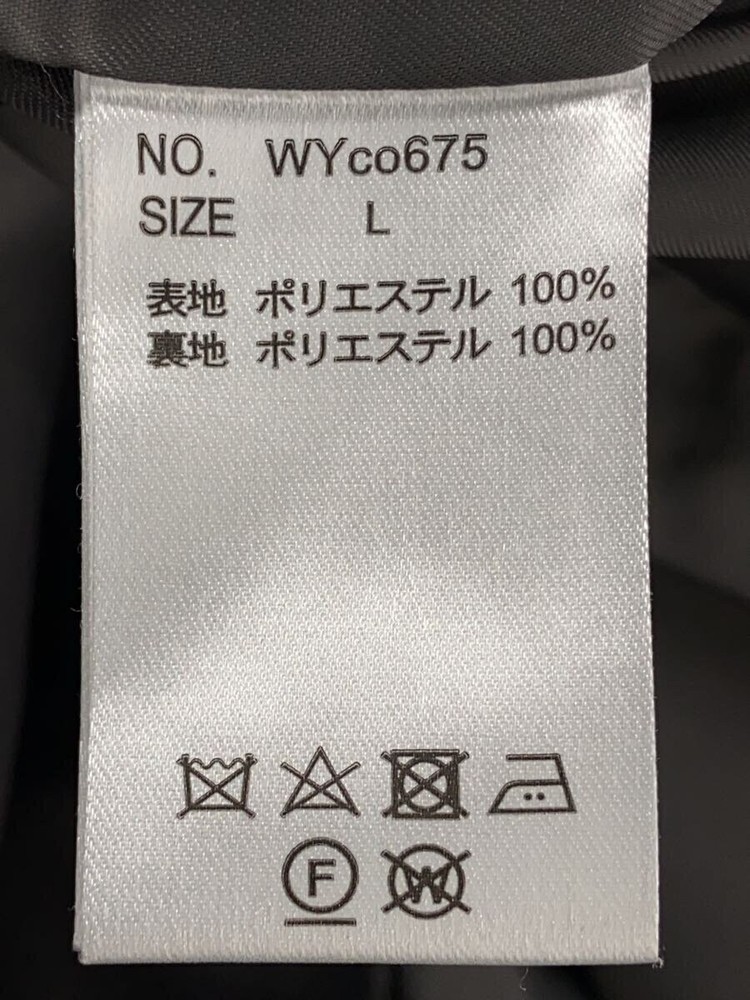 NO. WYco675
SIZE L
表地 ポリエステル 100%
裏地 ポリエステル 100%
F
W